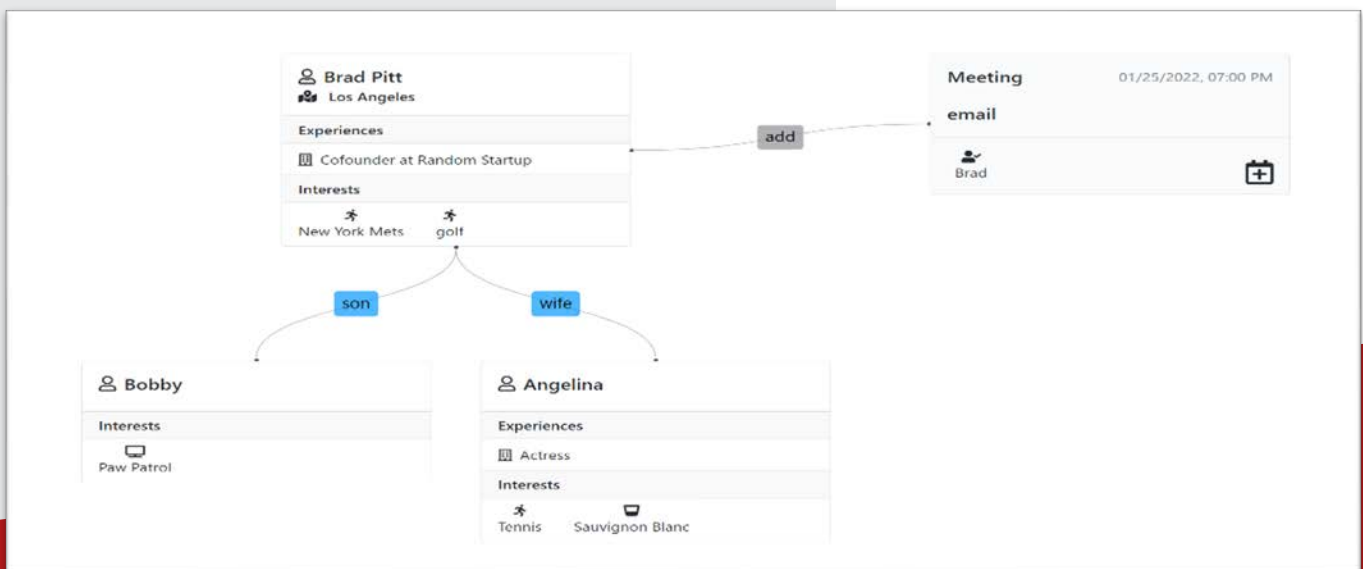 Brad Pitt
Los Angeles
Experiences
Cofounder at Random Startup
Interests
New York Mets golf
add
Meeting 01/25/2022, 07:00 PM
email
Brad
son wife
Bobby
Interests
Paw Patrol
Angelina
Experiences
Actress
Interests
Tennis Sauvignon Blanc